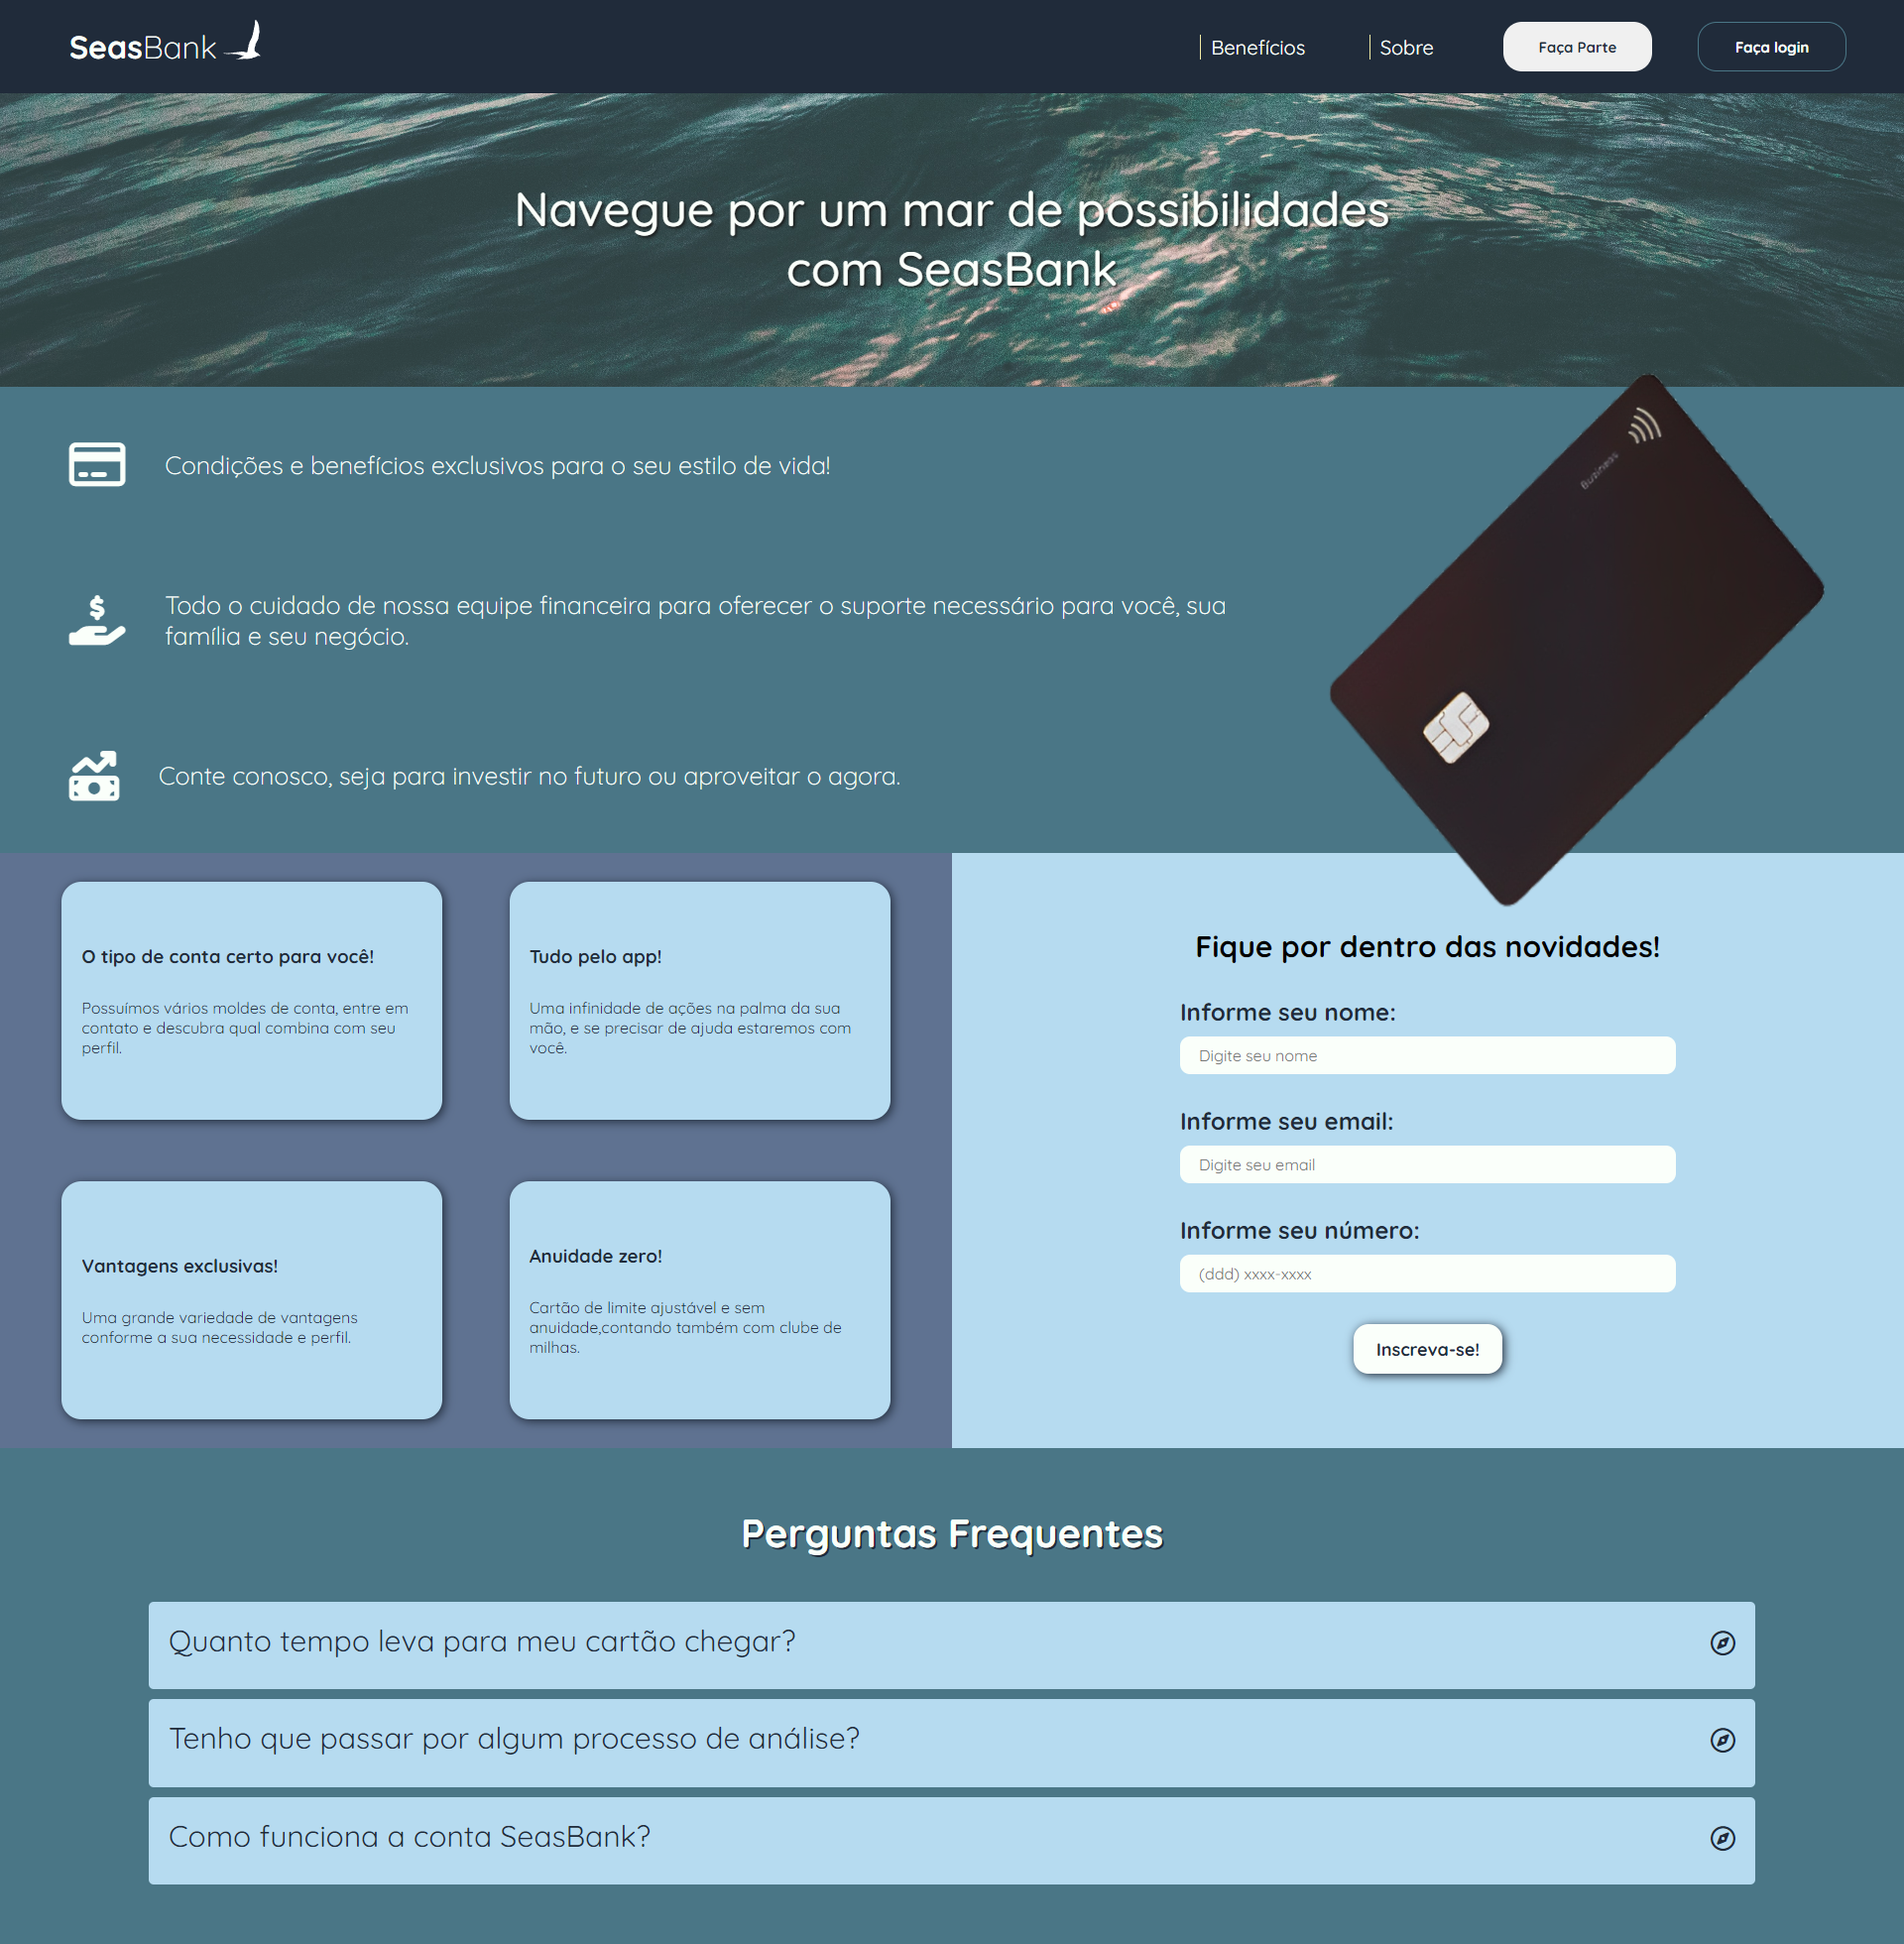 SeasBank
Benefícios
Sobre
Faça Parte
Faça login
Navegue por um mar de possibilidades
com SeasBank
Condições e benefícios exclusivos para o seu estilo de vida!
Todo o cuidado de nossa equipe financeira para oferecer o suporte necessário para você, sua
família e seu negócio.
Conte conosco, seja para investir no futuro ou aproveitar o agora.
Business
O tipo de conta certo para você!
Possuímos vários moldes de conta, entre em
contato e descubra qual combina com seu
perfil.
Tudo pelo app!
Uma infinidade de ações na palma da sua
mão, e se precisar de ajuda estaremos com
você.
Vantagens exclusivas!
Uma grande variedade de vantagens
conforme a sua necessidade e perfil.
Anuidade zero!
Cartão de limite ajustável e sem
anuidade,contando também com clube de
milhas.
Fique por dentro das novidades!
Informe seu nome:
Digite seu nome
Informe seu email:
Digite seu email
Informe seu número:
(ddd) xxxx-xxxx
Inscreva-se!
Perguntas Frequentes
Quanto tempo leva para meu cartão chegar?
Tenho que passar por algum processo de análise?
Como funciona a conta SeasBank?